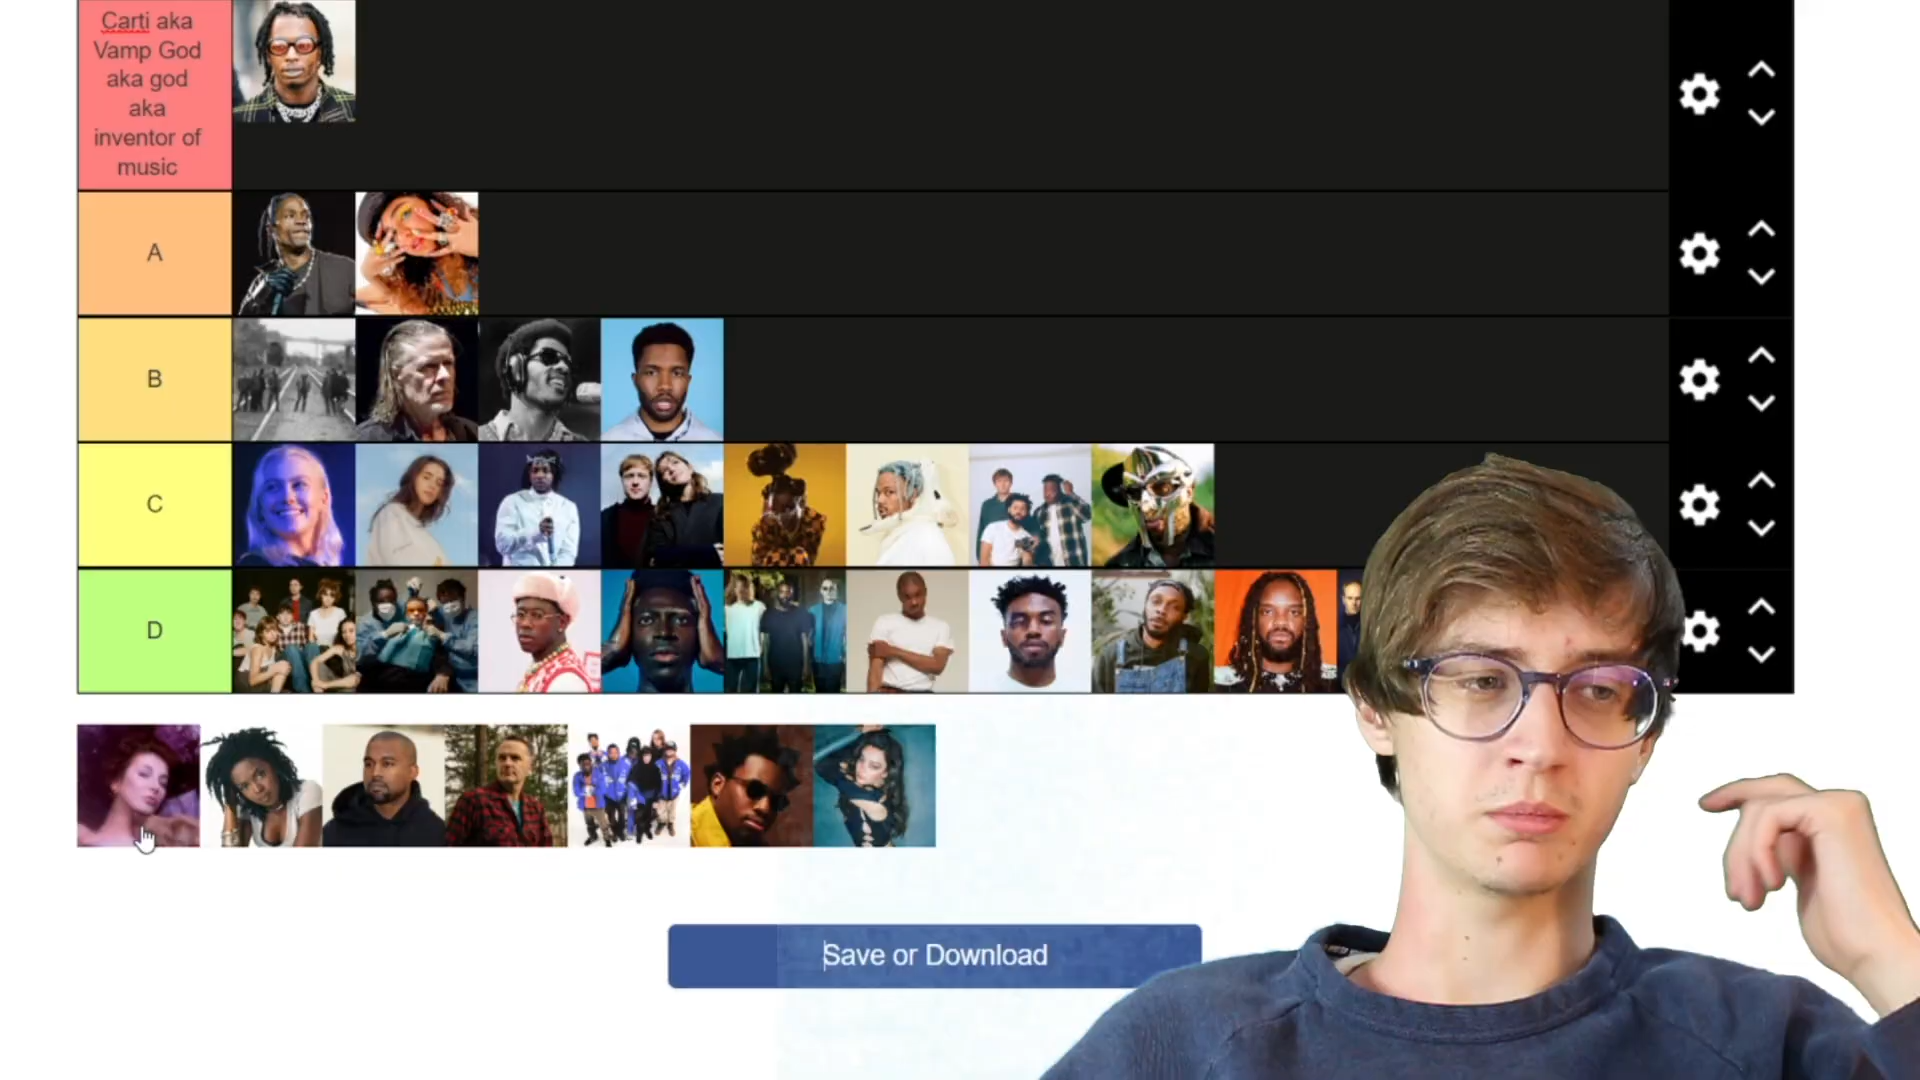 Carti aka
Vamp God
aka god
aka
inventor of
music
A
B
C
D
Save or Download